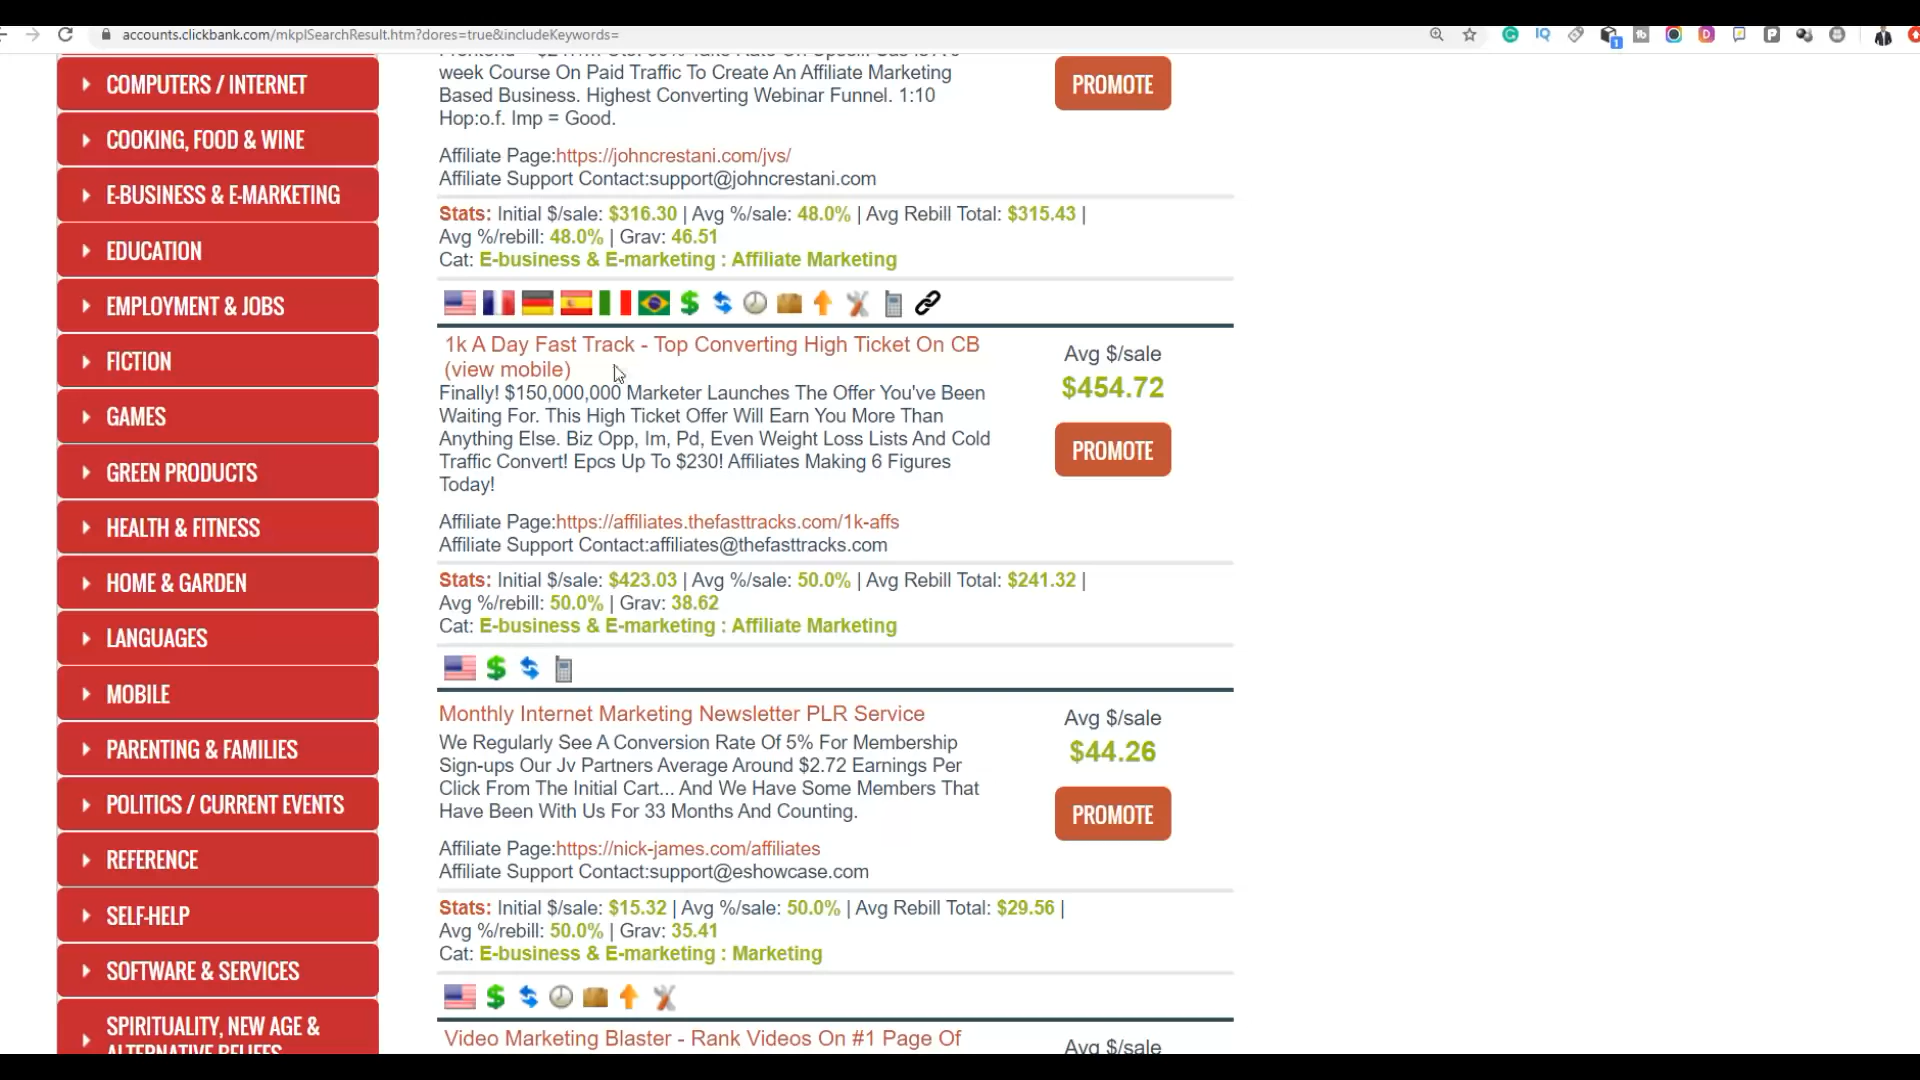 accounts.clickbank.com/mkplSearchResult.htm?dores=true&includeKeywords=
COMPUTERS / INTERNET
COOKING, FOOD & WINE
E-BUSINESS & E-MARKETING
EDUCATION
EMPLOYMENT & JOBS
FICTION
GAMES
GREEN PRODUCTS
HEALTH & FITNESS
HOME & GARDEN
LANGUAGES
MOBILE
PARENTING & FAMILIES
POLITICS / CURRENT EVENTS
REFERENCE
SELF-HELP
SOFTWARE & SERVICES
SPIRITUALITY, NEW AGE &
ALTERNATIVE BELIEFS
week Course On Paid Traffic To Create An Affiliate Marketing
Based Business. Highest Converting Webinar Funnel. 1:10
Hop:o.f. Imp = Good.
PROMOTE
Affiliate Page:https://johncrestani.com/jvs/
Affiliate Support Contact:support@johncrestani.com
Stats: Initial $/sale: $316.30 | Avg %/sale: 48.0% | Avg Rebill Total: $315.43 |
Avg %/rebill: 48.0% | Grav: 46.51
Cat: E-business & E-marketing : Affiliate Marketing
1k A Day Fast Track - Top Converting High Ticket On CB
(view mobile)
Finally! $150,000,000 Marketer Launches The Offer You've Been
Waiting For. This High Ticket Offer Will Earn You More Than
Anything Else. Biz Opp, Im, Pd, Even Weight Loss Lists And Cold
Traffic Convert! Epcs Up To $230! Affiliates Making 6 Figures
Today!
Avg $/sale
$454.72
PROMOTE
Affiliate Page:https://affiliates.thefasttracks.com/1k-affs
Affiliate Support Contact:affiliates@thefasttracks.com
Stats: Initial $/sale: $423.03 | Avg %/sale: 50.0% | Avg Rebill Total: $241.32 |
Avg %/rebill: 50.0% | Grav: 38.62
Cat: E-business & E-marketing : Affiliate Marketing
Monthly Internet Marketing Newsletter PLR Service
We Regularly See A Conversion Rate Of 5% For Membership
Sign-ups Our Jv Partners Average Around $2.72 Earnings Per
Click From The Initial Cart... And We Have Some Members That
Have Been With Us For 33 Months And Counting.
Avg $/sale
$44.26
PROMOTE
Affiliate Page:https://nick-james.com/affiliates
Affiliate Support Contact:support@eshowcase.com
Stats: Initial $/sale: $15.32 | Avg %/sale: 50.0% | Avg Rebill Total: $29.56 |
Avg %/rebill: 50.0% | Grav: 35.41
Cat: E-business & E-marketing : Marketing
Video Marketing Blaster - Rank Videos On #1 Page Of
Avg $/sale